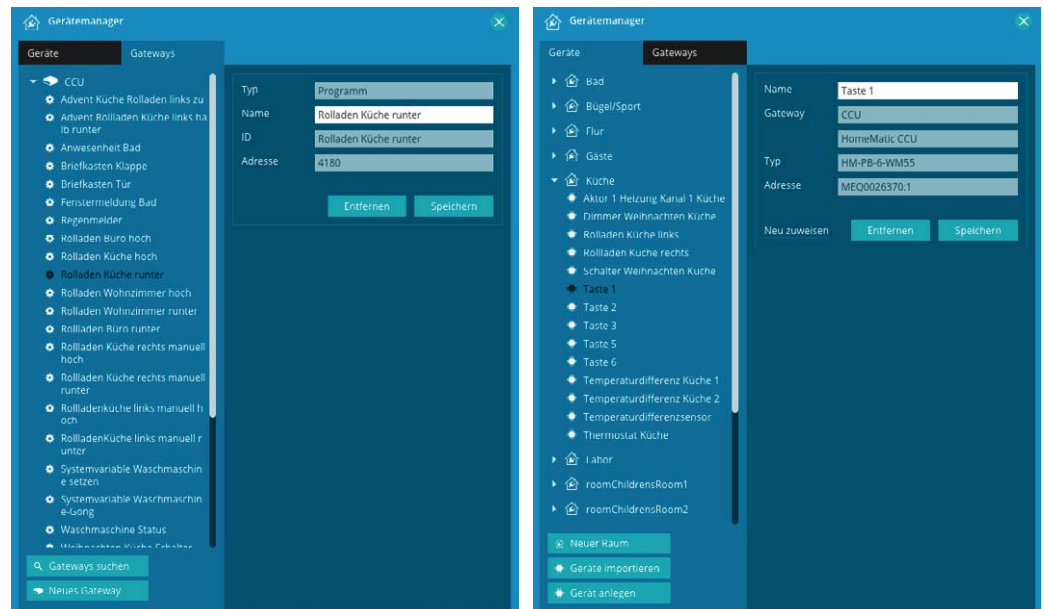 Gerätemanager
Geräte
Gateways
CCU
Advent Küche Rolladen links zu
Advent Rollladen Küche links ha
lb runter
Anwesenheit Bad
Briefkasten Klappe
Briefkasten Tür
Fenstermeldung Bad
Regenmelder
Rolladen Büro hoch
Rolladen Küche hoch
Rolladen Küche runter
Rolladen Wohnzimmer hoch
Rolladen Wohnzimmer runter
Rollladen Büro runter
Rollladen Küche rechts manuell
hoch
Rollladen Küche rechts manuell
runter
Rollladenküche links manuell h
och
RollladenKüche links manuell r
unter
Systemvariable Waschmaschin
e setzen
Systemvariable Waschmaschin
e-Gong
Waschmaschine Status
Weihnachten Küche Schalter
Gateways suchen
Neues Gateway
Typ
Programm
Name
Rolladen Küche runter
ID
Rolladen Küche runter
Adresse
4180
Entfernen
Speichern
Gerätemanager
Geräte
Gateways
Bad
Bügel/Sport
Flur
Gäste
Küche
Aktor 1 Heizung Kanal 1 Küche
Dimmer Weihnachten Küche
Rolladen Küche links
Rollladen Küche rechts
Schalter Weihnachten Küche
Taste 1
Taste 2
Taste 3
Taste 5
Taste 6
Temperaturdifferenz Küche 1
Temperaturdifferenz Küche 2
Temperaturdifferenzsensor
Thermostat Küche
Labor
roomChildrensRoom1
roomChildrensRoom2
Neuer Raum
Geräte importieren
Gerät anlegen
Name
Taste 1
Gateway
CCU
HomeMatic CCU
Typ
HM-PB-6-WM55
Adresse
MEQ0026370:1
Neu zuweisen
Entfernen
Speichern